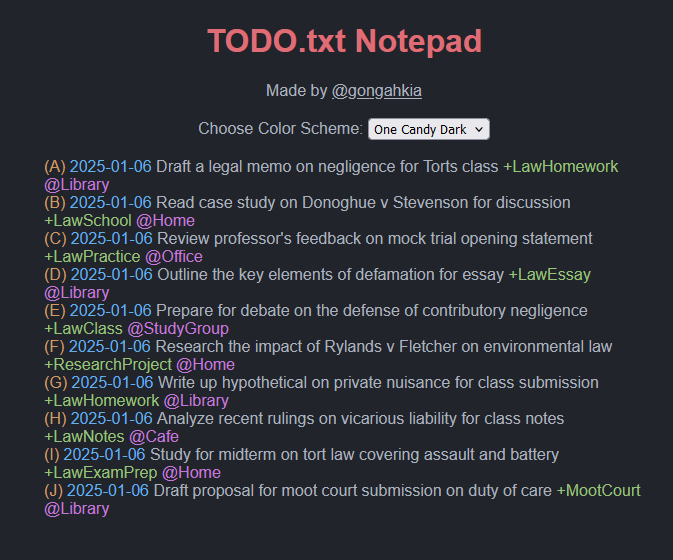 TODO.txt Notepad
Made by @gongahkia
Choose Color Scheme: One Candy Dark
(A) 2025-01-06 Draft a legal memo on negligence for Torts class +LawHomework
@Library
(B) 2025-01-06 Read case study on Donoghue v Stevenson for discussion
+LawSchool @Home
(C) 2025-01-06 Review professor's feedback on mock trial opening statement
+LawPractice @Office
(D) 2025-01-06 Outline the key elements of defamation for essay +LawEssay
@Library
(E) 2025-01-06 Prepare for debate on the defense of contributory negligence
+LawClass @StudyGroup
(F) 2025-01-06 Research the impact of Rylands v Fletcher on environmental law
+ResearchProject @Home
(G) 2025-01-06 Write up hypothetical on private nuisance for class submission
+LawHomework @Library
(H) 2025-01-06 Analyze recent rulings on vicarious liability for class notes
+LawNotes @Cafe
(I) 2025-01-06 Study for midterm on tort law covering assault and battery
+LawExamPrep @Home
(J) 2025-01-06 Draft proposal for moot court submission on duty of care +MootCourt
@Library